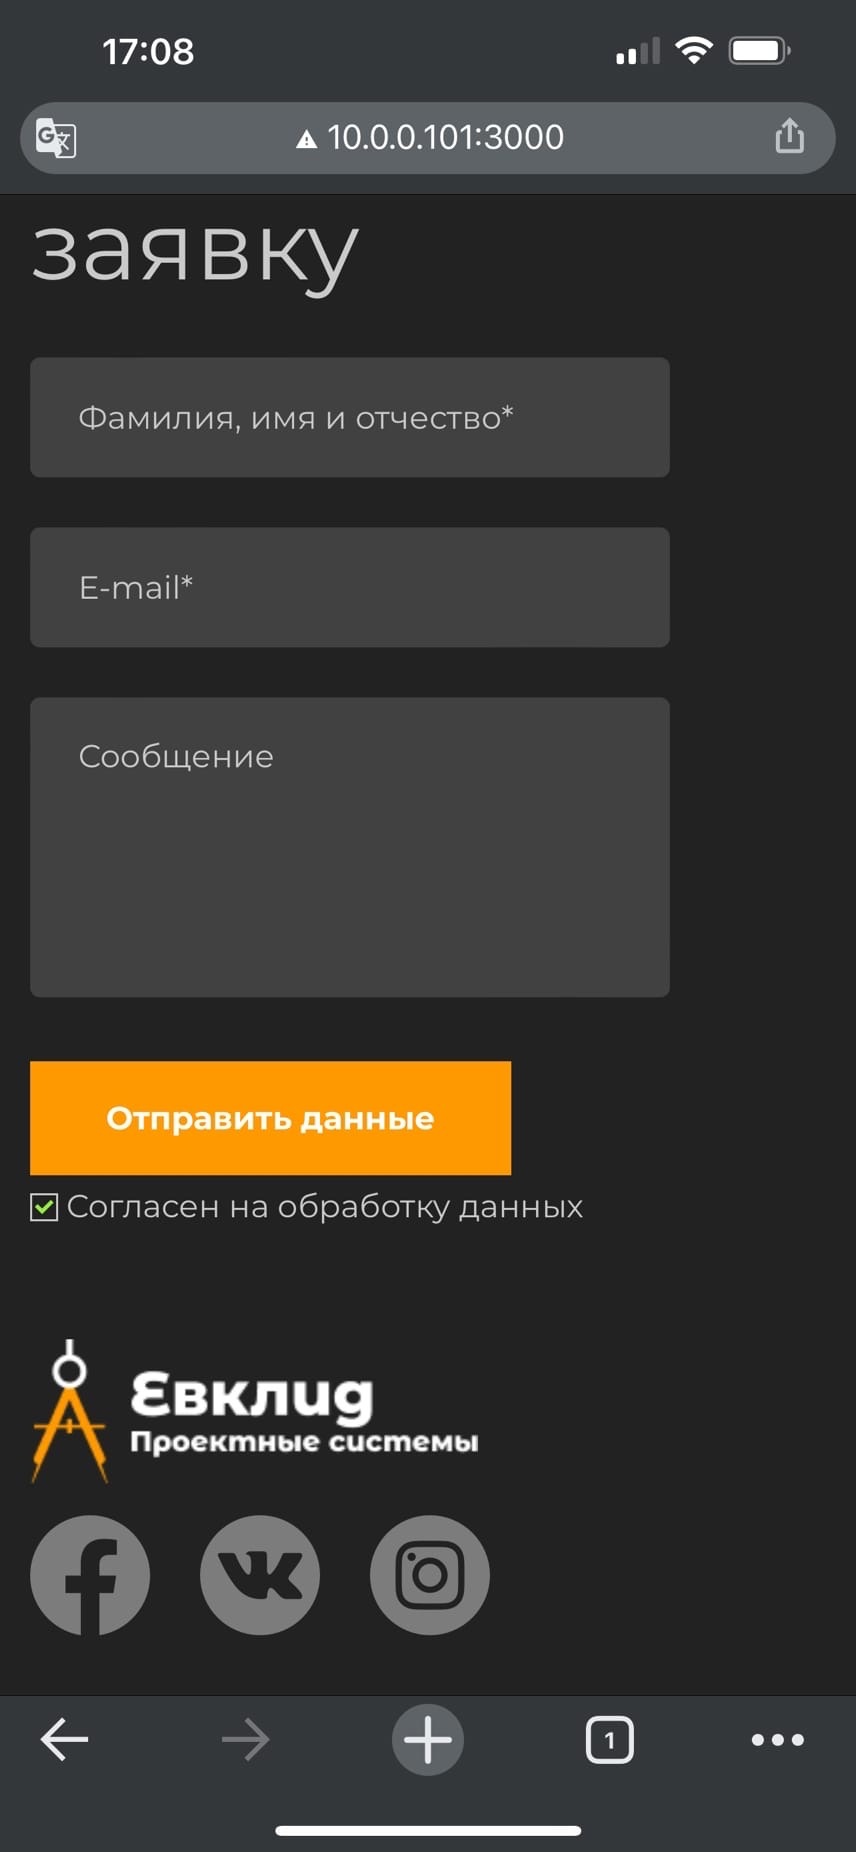 17:08
10.0.0.101:3000
заявку
Фамилия, имя и отчество*
E-mail*
Сообщение
Отправить данные
Согласен на обработку данных
Евклид
Проектные системы
1